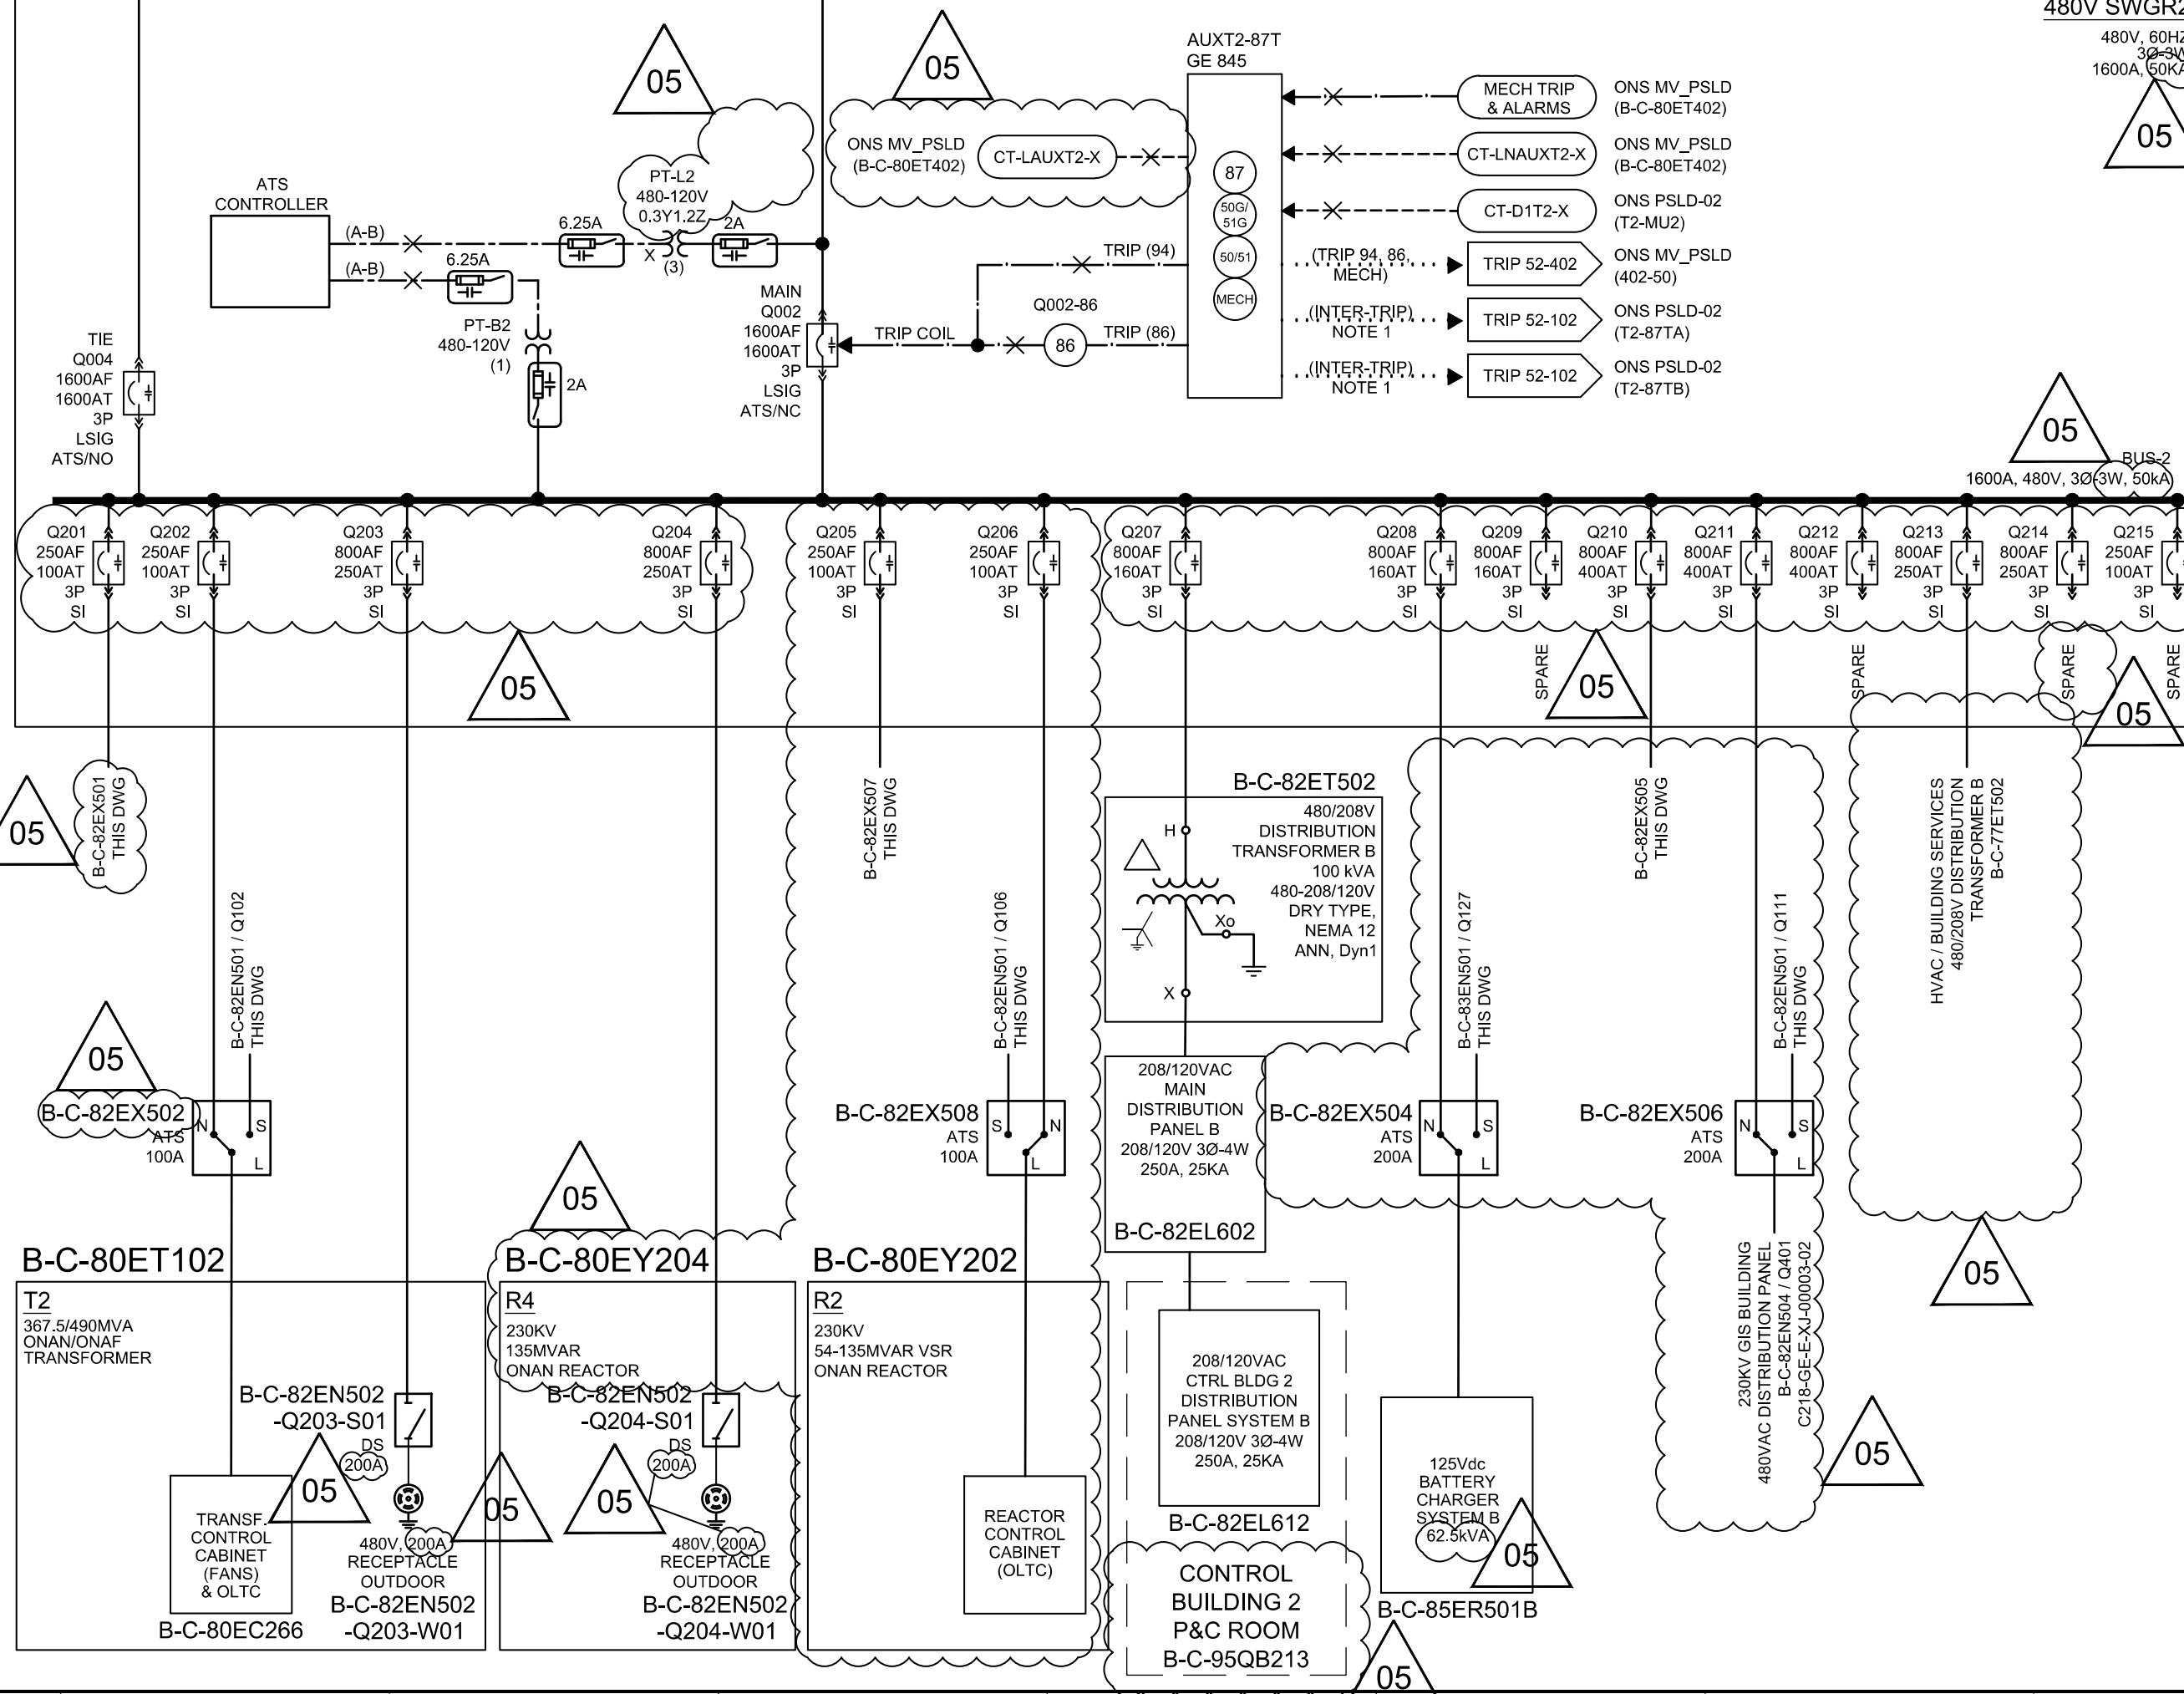 480V SWGR2
480V, 60HZ
3Ø-3W
1600A, 50KA
05
05
05
AUXT2-87T
GE 845
ONS MV_PSLD
(B-C-80ET402)
CT-LAUXT2-X
87
50G/
51G
50/51
MECH
MECH TRIP
& ALARMS
ONS MV_PSLD
(B-C-80ET402)
CT-LNAUXT2-X
ONS MV_PSLD
(B-C-80ET402)
CT-D1T2-X
ONS PSLD-02
(T2-MU2)
(TRIP 94, 86,
MECH)
TRIP 52-402
ONS MV_PSLD
(402-50)
(INTER-TRIP)
NOTE 1
TRIP 52-102
ONS PSLD-02
(T2-87TA)
(INTER-TRIP)
NOTE 1
TRIP 52-102
ONS PSLD-02
(T2-87TB)
ATS
CONTROLLER
(A-B)
(A-B)
6.25A
6.25A
PT-L2
480-120V
0.3Y1.2Z
X
(3)
2A
PT-B2
480-120V
(1)
2A
TRIP (94)
Q002-86
TRIP COIL
86
TRIP (86)
MAIN
Q002
1600AF
1600AT
3P
LSIG
ATS/NC
TIE
Q004
1600AF
1600AT
3P
LSIG
ATS/NO
05
BUS-2
1600A, 480V, 3Ø-3W, 50kA
Q201
250AF
100AT
3P
SI
Q202
250AF
100AT
3P
SI
Q203
800AF
250AT
3P
SI
Q204
800AF
250AT
3P
SI
Q205
250AF
100AT
3P
SI
Q206
250AF
100AT
3P
SI
Q207
800AF
160AT
3P
SI
Q208
800AF
160AT
3P
SI
Q209
800AF
160AT
3P
SI
Q210
800AF
400AT
3P
SI
Q211
800AF
400AT
3P
SI
Q212
800AF
400AT
3P
SI
Q213
800AF
250AT
3P
SI
Q214
800AF
250AT
3P
SI
Q215
250AF
100AT
3P
SI
05
SPARE
05
SPARE
SPARE
05
SPARE
05
B-C-82EX501
THIS DWG
B-C-82EX507
THIS DWG
B-C-82ET502
480/208V
DISTRIBUTION
TRANSFORMER B
100 kVA
480-208/120V
DRY TYPE,
NEMA 12
ANN, Dyn1
H
Xo
X
B-C-82EX505
THIS DWG
HVAC / BUILDING SERVICES
480/208V DISTRIBUTION
TRANSFORMER B
B-C-77ET502
B-C-82EN501 / Q102
THIS DWG
B-C-82EN501 / Q106
THIS DWG
B-C-83EN501 / Q127
THIS DWG
B-C-82EN501 / Q111
THIS DWG
05
B-C-82EX502
ATS
100A
N
S
L
B-C-82EX508
ATS
100A
S
N
L
208/120VAC
MAIN
DISTRIBUTION
PANEL B
208/120V 3Ø-4W
250A, 25KA
B-C-82EL602
B-C-82EX504
ATS
200A
N
S
L
B-C-82EX506
ATS
200A
N
S
L
05
05
230KV GIS BUILDING
480VAC DISTRIBUTION PANEL
B-C-82EN504 / Q401
C218-GE-E-XJ-00003-02
05
B-C-80ET102
T2
367.5/490MVA
ONAN/ONAF
TRANSFORMER
B-C-82EN502
-Q203-S01
DS
200A
05
TRANSF.
CONTROL
CABINET
(FANS)
& OLTC
B-C-80EC266
480V, 200A
RECEPTACLE
OUTDOOR
B-C-82EN502
-Q203-W01
05
B-C-80EY204
R4
230KV
135MVAR
ONAN REACTOR
B-C-82EN502
-Q204-S01
DS
200A
05
480V, 200A
RECEPTACLE
OUTDOOR
B-C-82EN502
-Q204-W01
B-C-80EY202
R2
230KV
54-135MVAR VSR
ONAN REACTOR
REACTOR
CONTROL
CABINET
(OLTC)
208/120VAC
CTRL BLDG 2
DISTRIBUTION
PANEL SYSTEM B
208/120V 3Ø-4W
250A, 25KA
B-C-82EL612
CONTROL
BUILDING 2
P&C ROOM
B-C-95QB213
125Vdc
BATTERY
CHARGER
SYSTEM B
62.5kVA
05
B-C-85ER501B
05